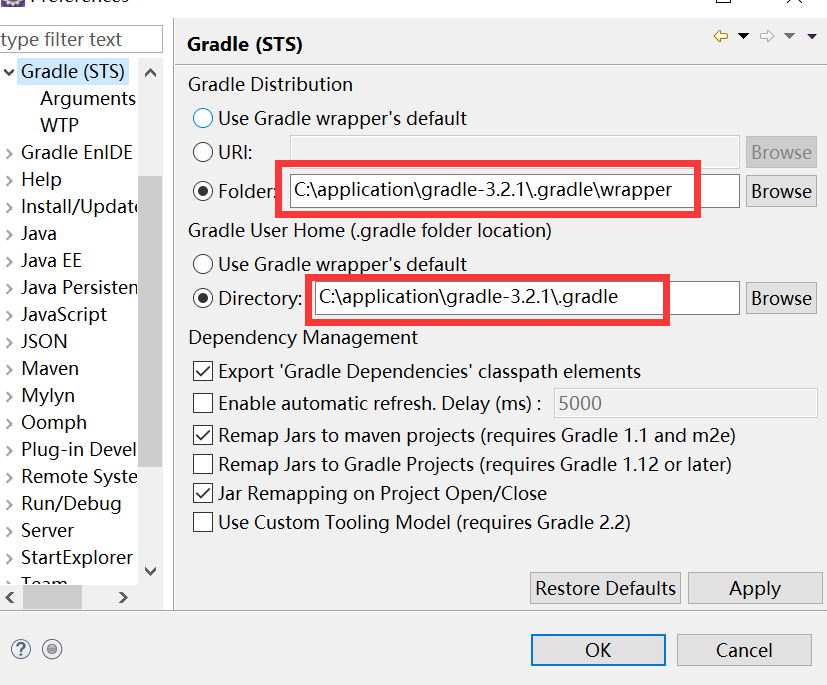 Preferences
type filter text
Gradle (STS)
Arguments
WTP
Gradle EnIDE
Help
Install/Update
Java
Java EE
Java Persisten
JavaScript
JSON
Maven
Mylyn
Oomph
Plug-in Devel
Remote Syste
Run/Debug
Server
StartExplorer
Team
Gradle (STS)
Gradle Distribution
Use Gradle wrapper's default
URI:
Browse
Folder:
C:\application\gradle-3.2.1\.gradle\wrapper
Browse
Gradle User Home (.gradle folder location)
Use Gradle wrapper's default
Directory:
C:\application\gradle-3.2.1\.gradle
Browse
Dependency Management
Export 'Gradle Dependencies' classpath elements
Enable automatic refresh. Delay (ms) :
5000
Remap Jars to maven projects (requires Gradle 1.1 and m2e)
Remap Jars to Gradle Projects (requires Gradle 1.12 or later)
Jar Remapping on Project Open/Close
Use Custom Tooling Model (requires Gradle 2.2)
Restore Defaults
Apply
?
OK
Cancel